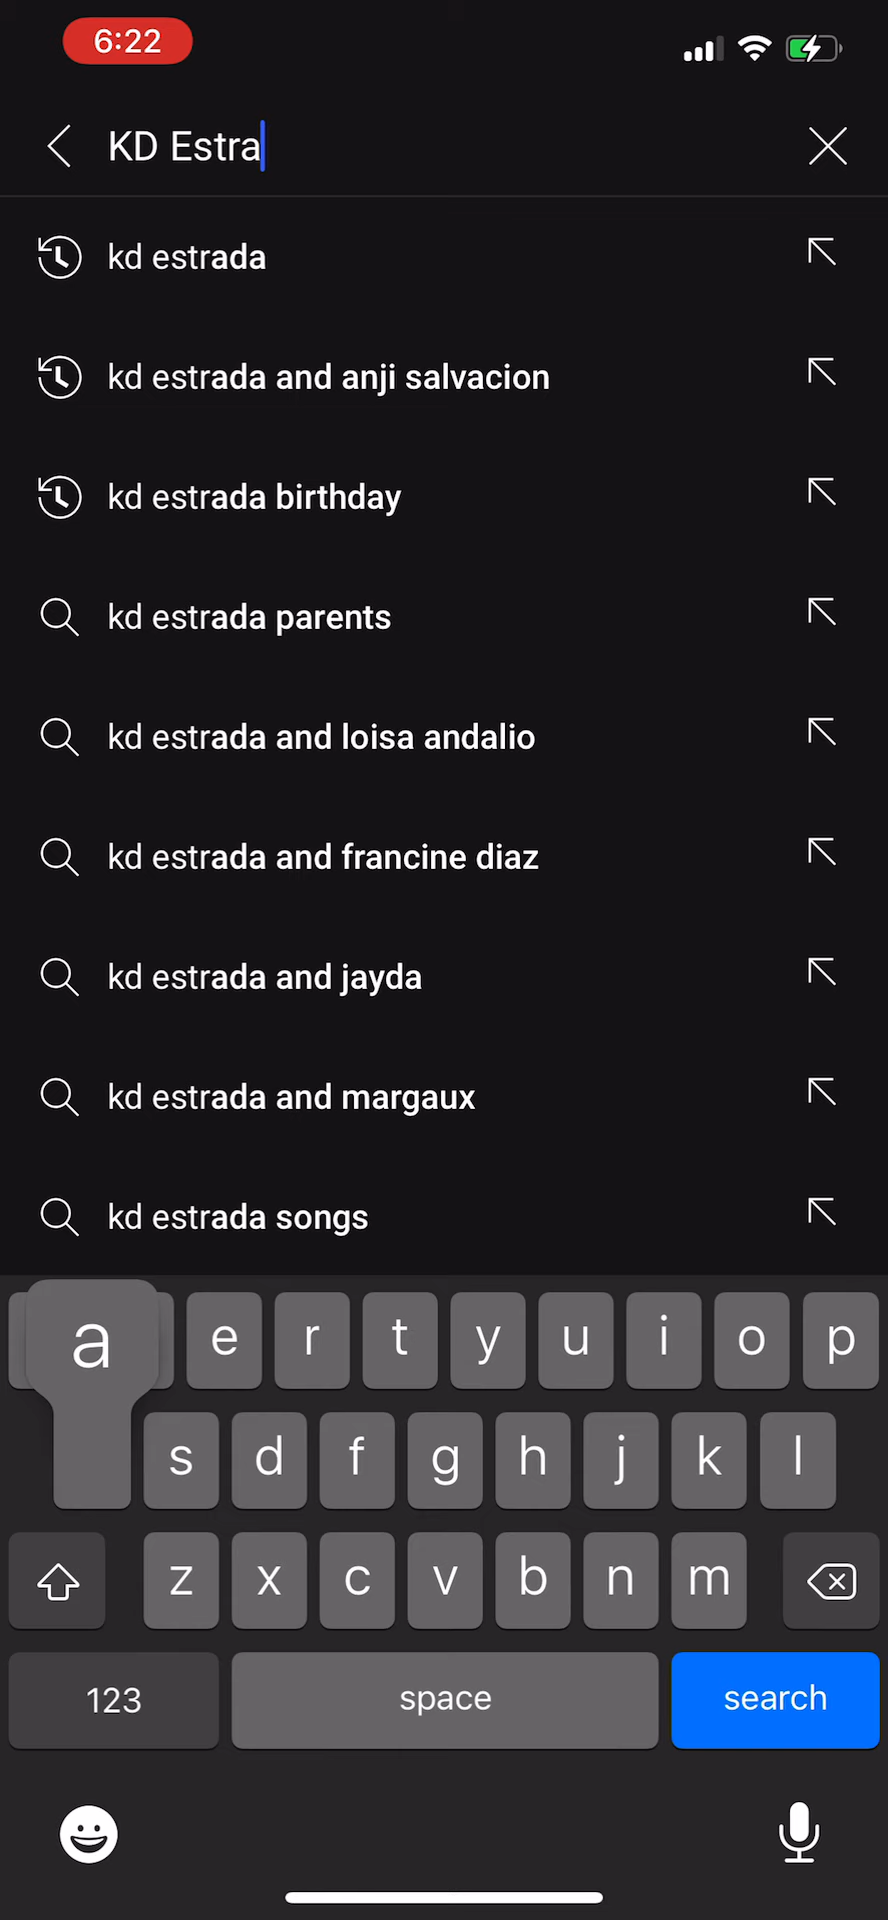 6:22
KD Estra
kd estrada
kd estrada and anji salvacion
kd estrada birthday
kd estrada parents
kd estrada and loisa andalio
kd estrada and francine diaz
kd estrada and jayda
kd estrada and margaux
kd estrada songs
a e r t y u i o p
s d f g h j k l
z x c v b n m
123 space search